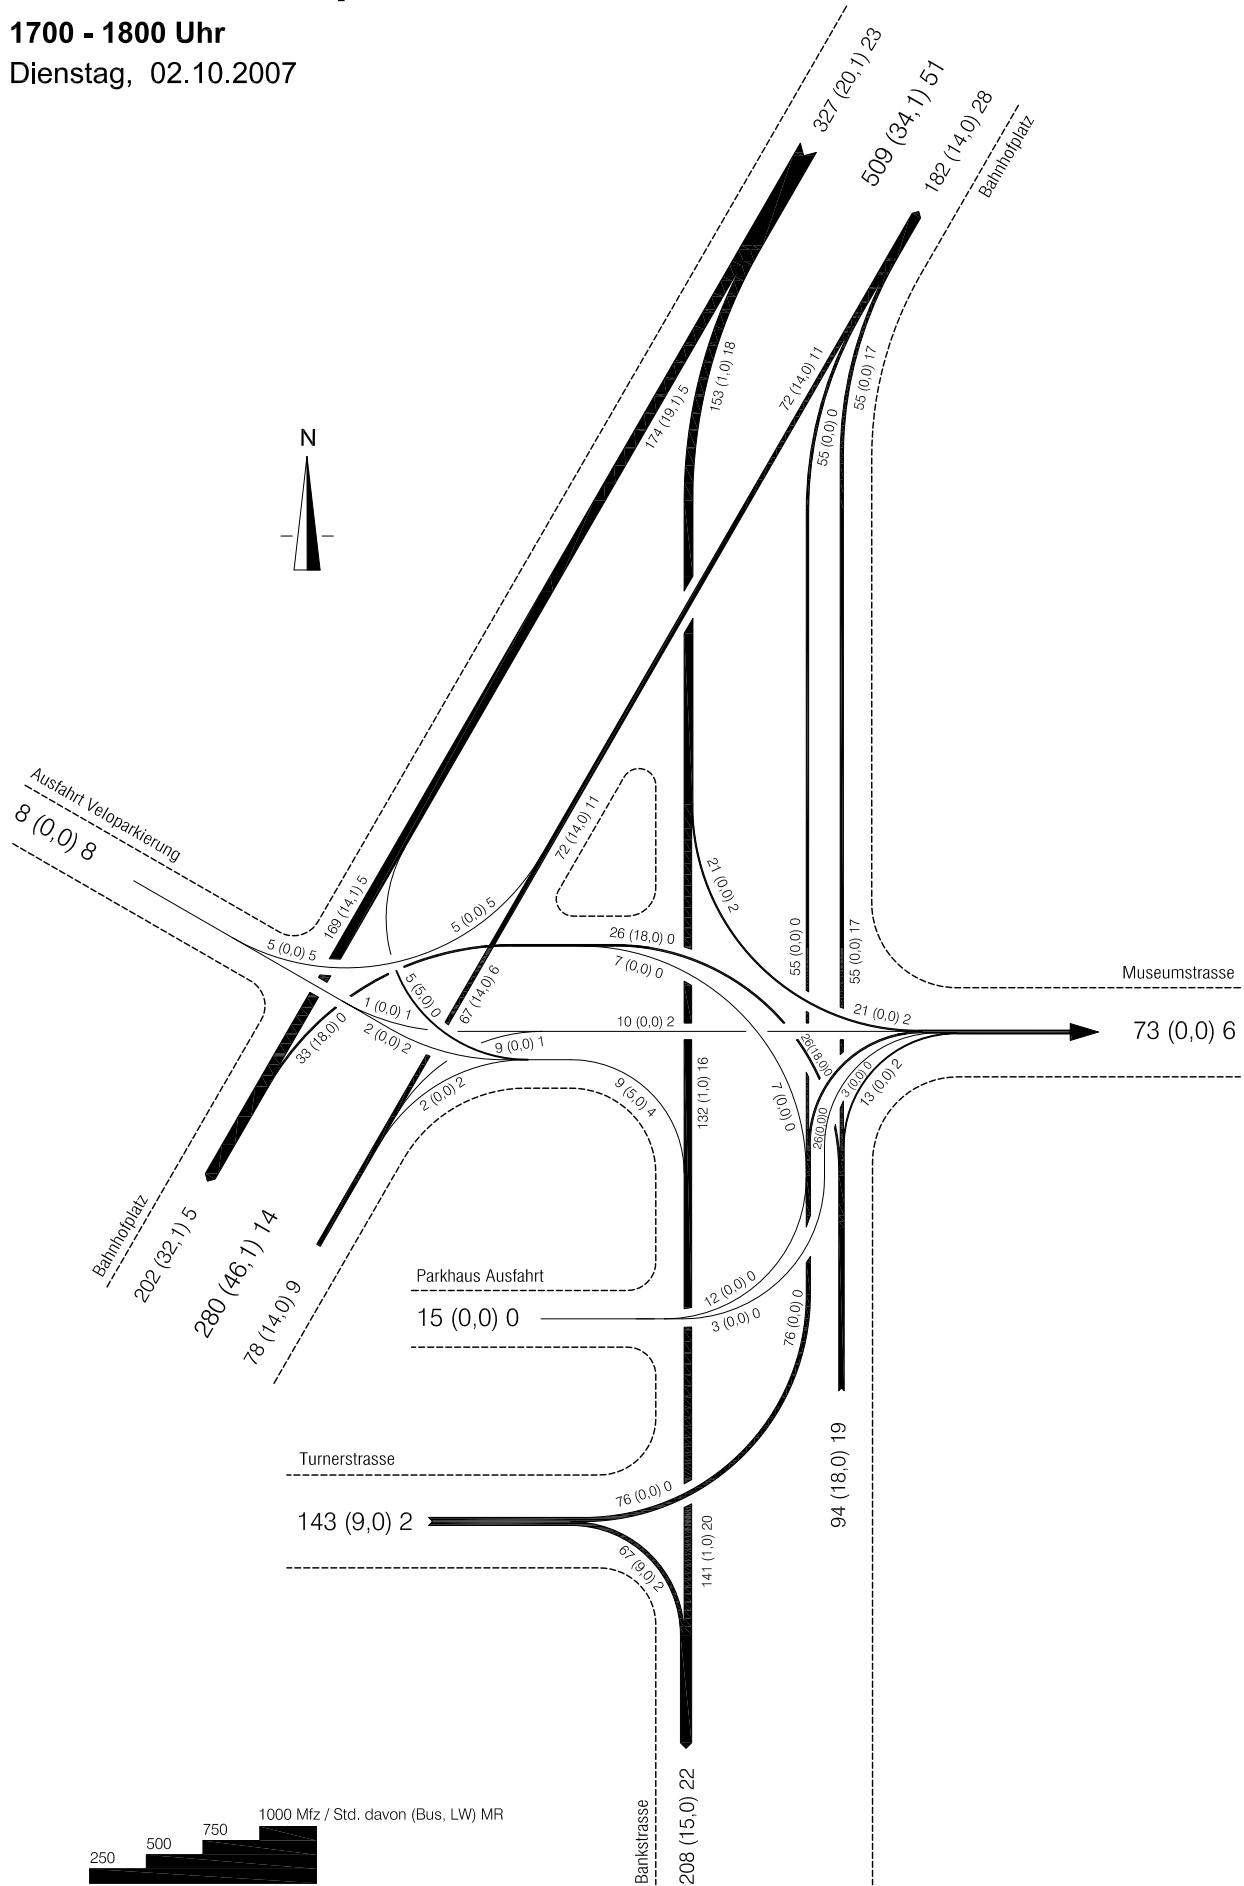 1700 - 1800 Uhr
Dienstag, 02.10.2007
327 (20,1) 23
509 (34,1) 51
182 (14,0) 28
Bahnhofplatz
174 (19,1) 5
153 (1,0) 18
72 (14,0) 11
55 (0,0) 0
55 (0,0) 17
N
Ausfahrt Veloparkierung
8 (0,0) 8
72 (14,0) 11
169 (14,1) 5
5 (0,0) 5
5 (0,0) 5
21 (0,0) 2
26 (18,0) 0
7 (0,0) 0
55 (0,0) 0
55 (0,0) 17
Museumstrasse
73 (0,0) 6
5 (5,0) 0
67 (14,0) 6
1 (0,0) 1
2 (0,0) 2
33 (18,0) 0
10 (0,0) 2
9 (0,0) 1
21 (0,0) 2
26(18,0)0
2 (0,0) 2
9 (5,0) 4
132 (1,0) 16
7 (0,0) 0
26(0,0)0
3 (0,0) 0
13 (0,0) 2
Bahnhofplatz
202 (32,1) 5
280 (46,1) 14
78 (14,0) 9
Parkhaus Ausfahrt
15 (0,0) 0
12 (0,0) 0
3 (0,0) 0
76 (0,0) 0
Turnerstrasse
143 (9,0) 2
76 (0,0) 0
67 (9,0) 2
141 (1,0) 20
94 (18,0) 19
Bankstrasse
208 (15,0) 22
1000 Mfz / Std. davon (Bus, LW) MR
750
500
250